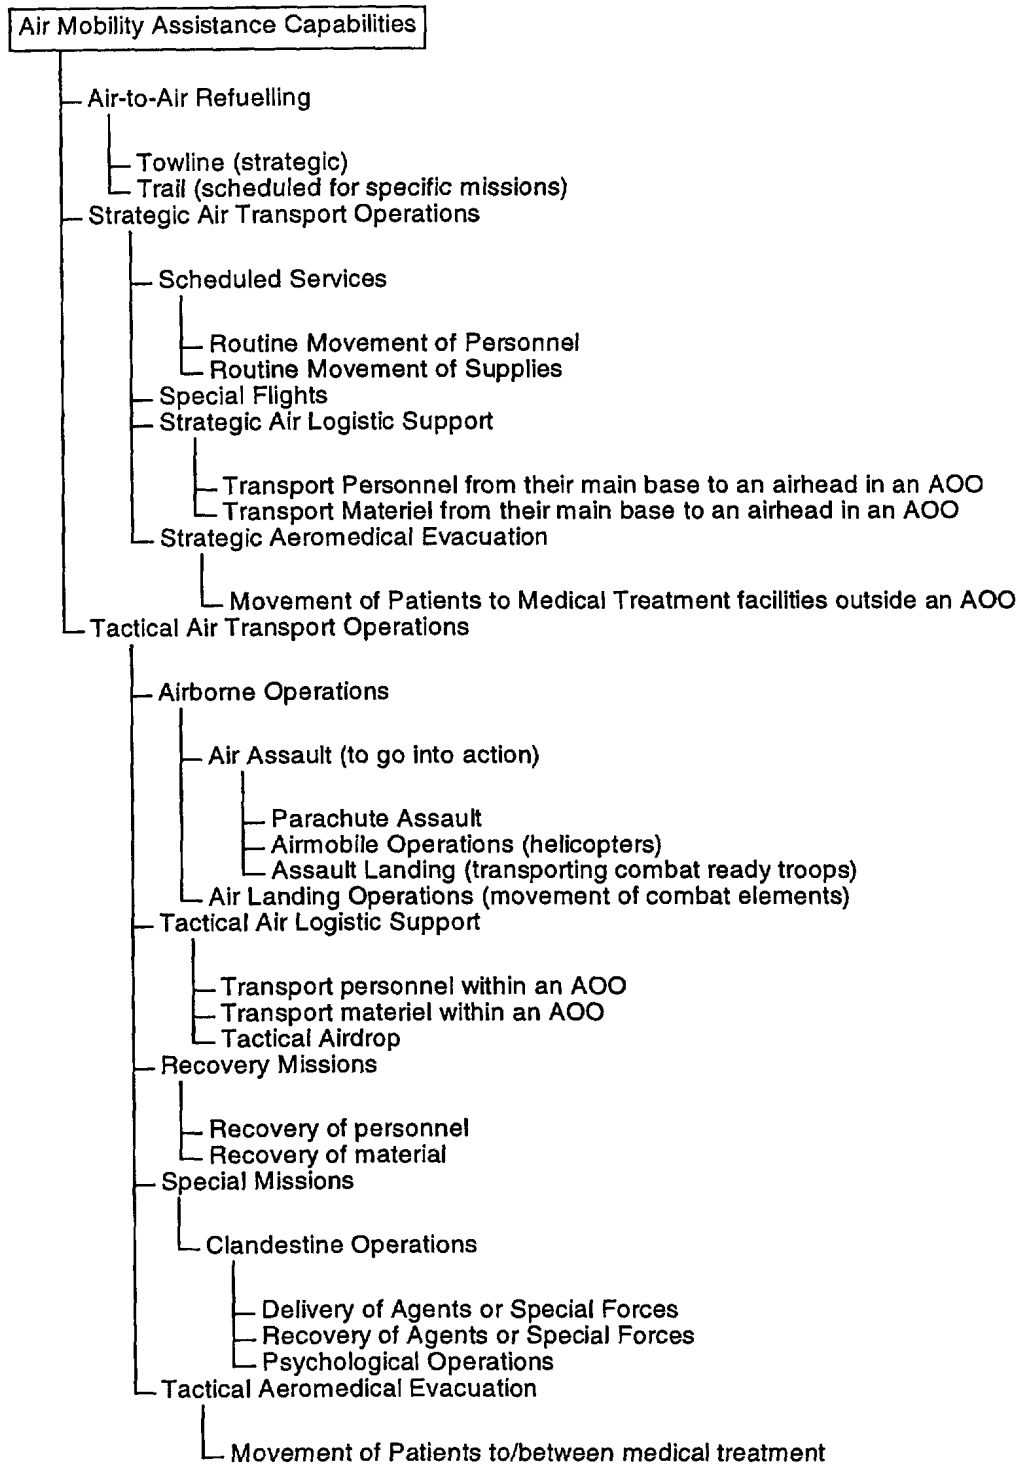 Air Mobility Assistance Capabilities
Air-to-Air Refuelling
Towline (strategic)
Trail (scheduled for specific missions)
Strategic Air Transport Operations
Scheduled Services
Routine Movement of Personnel
Routine Movement of Supplies
Special Flights
Strategic Air Logistic Support
Transport Personnel from their main base to an airhead in an AOO
Transport Materiel from their main base to an airhead in an AOO
Strategic Aeromedical Evacuation
Movement of Patients to Medical Treatment facilities outside an AOO
Tactical Air Transport Operations
Airborne Operations
Air Assault (to go into action)
Parachute Assault
Airmobile Operations (helicopters)
Assault Landing (transporting combat ready troops)
Air Landing Operations (movement of combat elements)
Tactical Air Logistic Support
Transport personnel within an AOO
Transport materiel within an AOO
Tactical Airdrop
Recovery Missions
Recovery of personnel
Recovery of material
Special Missions
Clandestine Operations
Delivery of Agents or Special Forces
Recovery of Agents or Special Forces
Psychological Operations
Tactical Aeromedical Evacuation
Movement of Patients to/between medical treatment